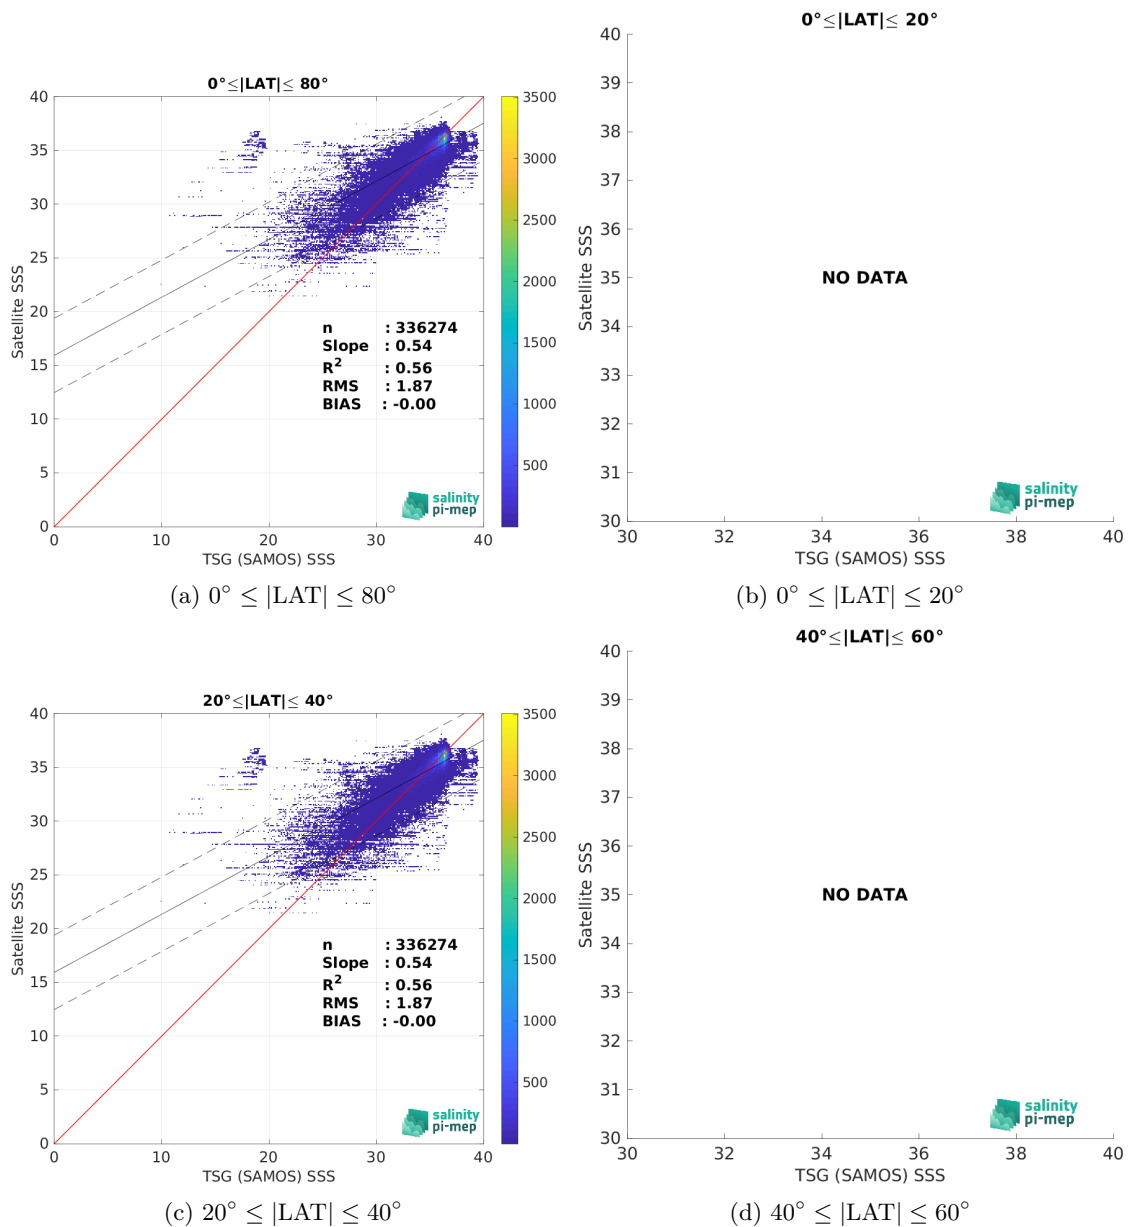 0°≤|LAT|≤ 80°
40
35
30
25
20
15
10
5
0
Satellite SSS
0
10
20
30
40
TSG (SAMOS) SSS
3500
3000
2500
2000
1500
1000
500
n : 336274
Slope : 0.54
R² : 0.56
RMS : 1.87
BIAS : -0.00
salinity
pi-mep
(a) 0° ≤ |LAT| ≤ 80°
0°≤|LAT|≤ 20°
40
39
38
37
36
35
34
33
32
31
30
Satellite SSS
NO DATA
salinity
pi-mep
30
32
34
36
38
40
TSG (SAMOS) SSS
(b) 0° ≤ |LAT| ≤ 20°
20°≤|LAT|≤ 40°
40
35
30
25
20
15
10
5
0
Satellite SSS
0
10
20
30
40
TSG (SAMOS) SSS
3500
3000
2500
2000
1500
1000
500
n : 336274
Slope : 0.54
R² : 0.56
RMS : 1.87
BIAS : -0.00
salinity
pi-mep
(c) 20° ≤ |LAT| ≤ 40°
40°≤|LAT|≤ 60°
40
39
38
37
36
35
34
33
32
31
30
Satellite SSS
NO DATA
salinity
pi-mep
30
32
34
36
38
40
TSG (SAMOS) SSS
(d) 40° ≤ |LAT| ≤ 60°